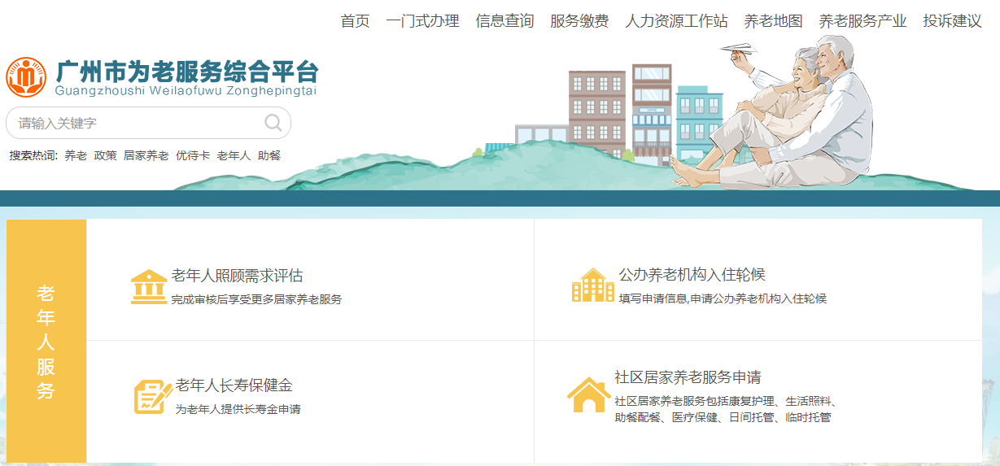 首页 一门式办理 信息查询 服务缴费 人力资源工作站 养老地图 养老服务产业 投诉建议
广州市为老服务综合平台
Guangzhoushi Weilaofuwu Zonghepingtai
请输入关键字
搜索热词: 养老 政策 居家养老 优待卡 老年人 助餐
老年人服务
老年人照顾需求评估
完成审核后享受更多居家养老服务
公办养老机构入住轮候
填写申请信息,申请公办养老机构入住轮候
老年人长寿保健金
为老年人提供长寿金申请
社区居家养老服务申请
社区居家养老服务包括康复护理、生活照料、
助餐配餐、医疗保健、日间托管、临时托管